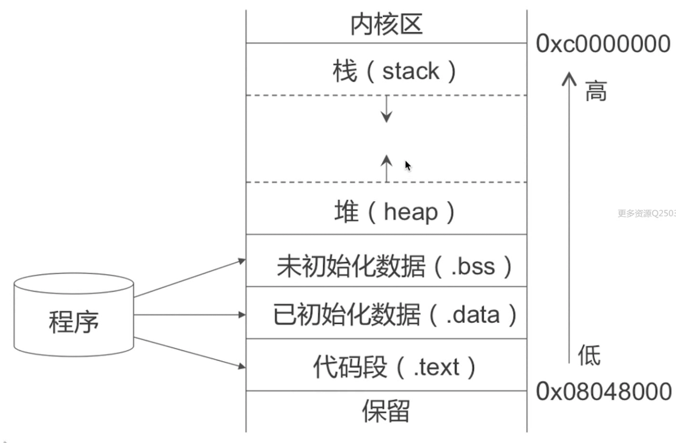 内核区
0xc0000000
栈（stack）
高
堆（heap）
更多资源Q250
未初始化数据（.bss）
程序
已初始化数据（.data）
低
代码段（.text）
0x08048000
保留